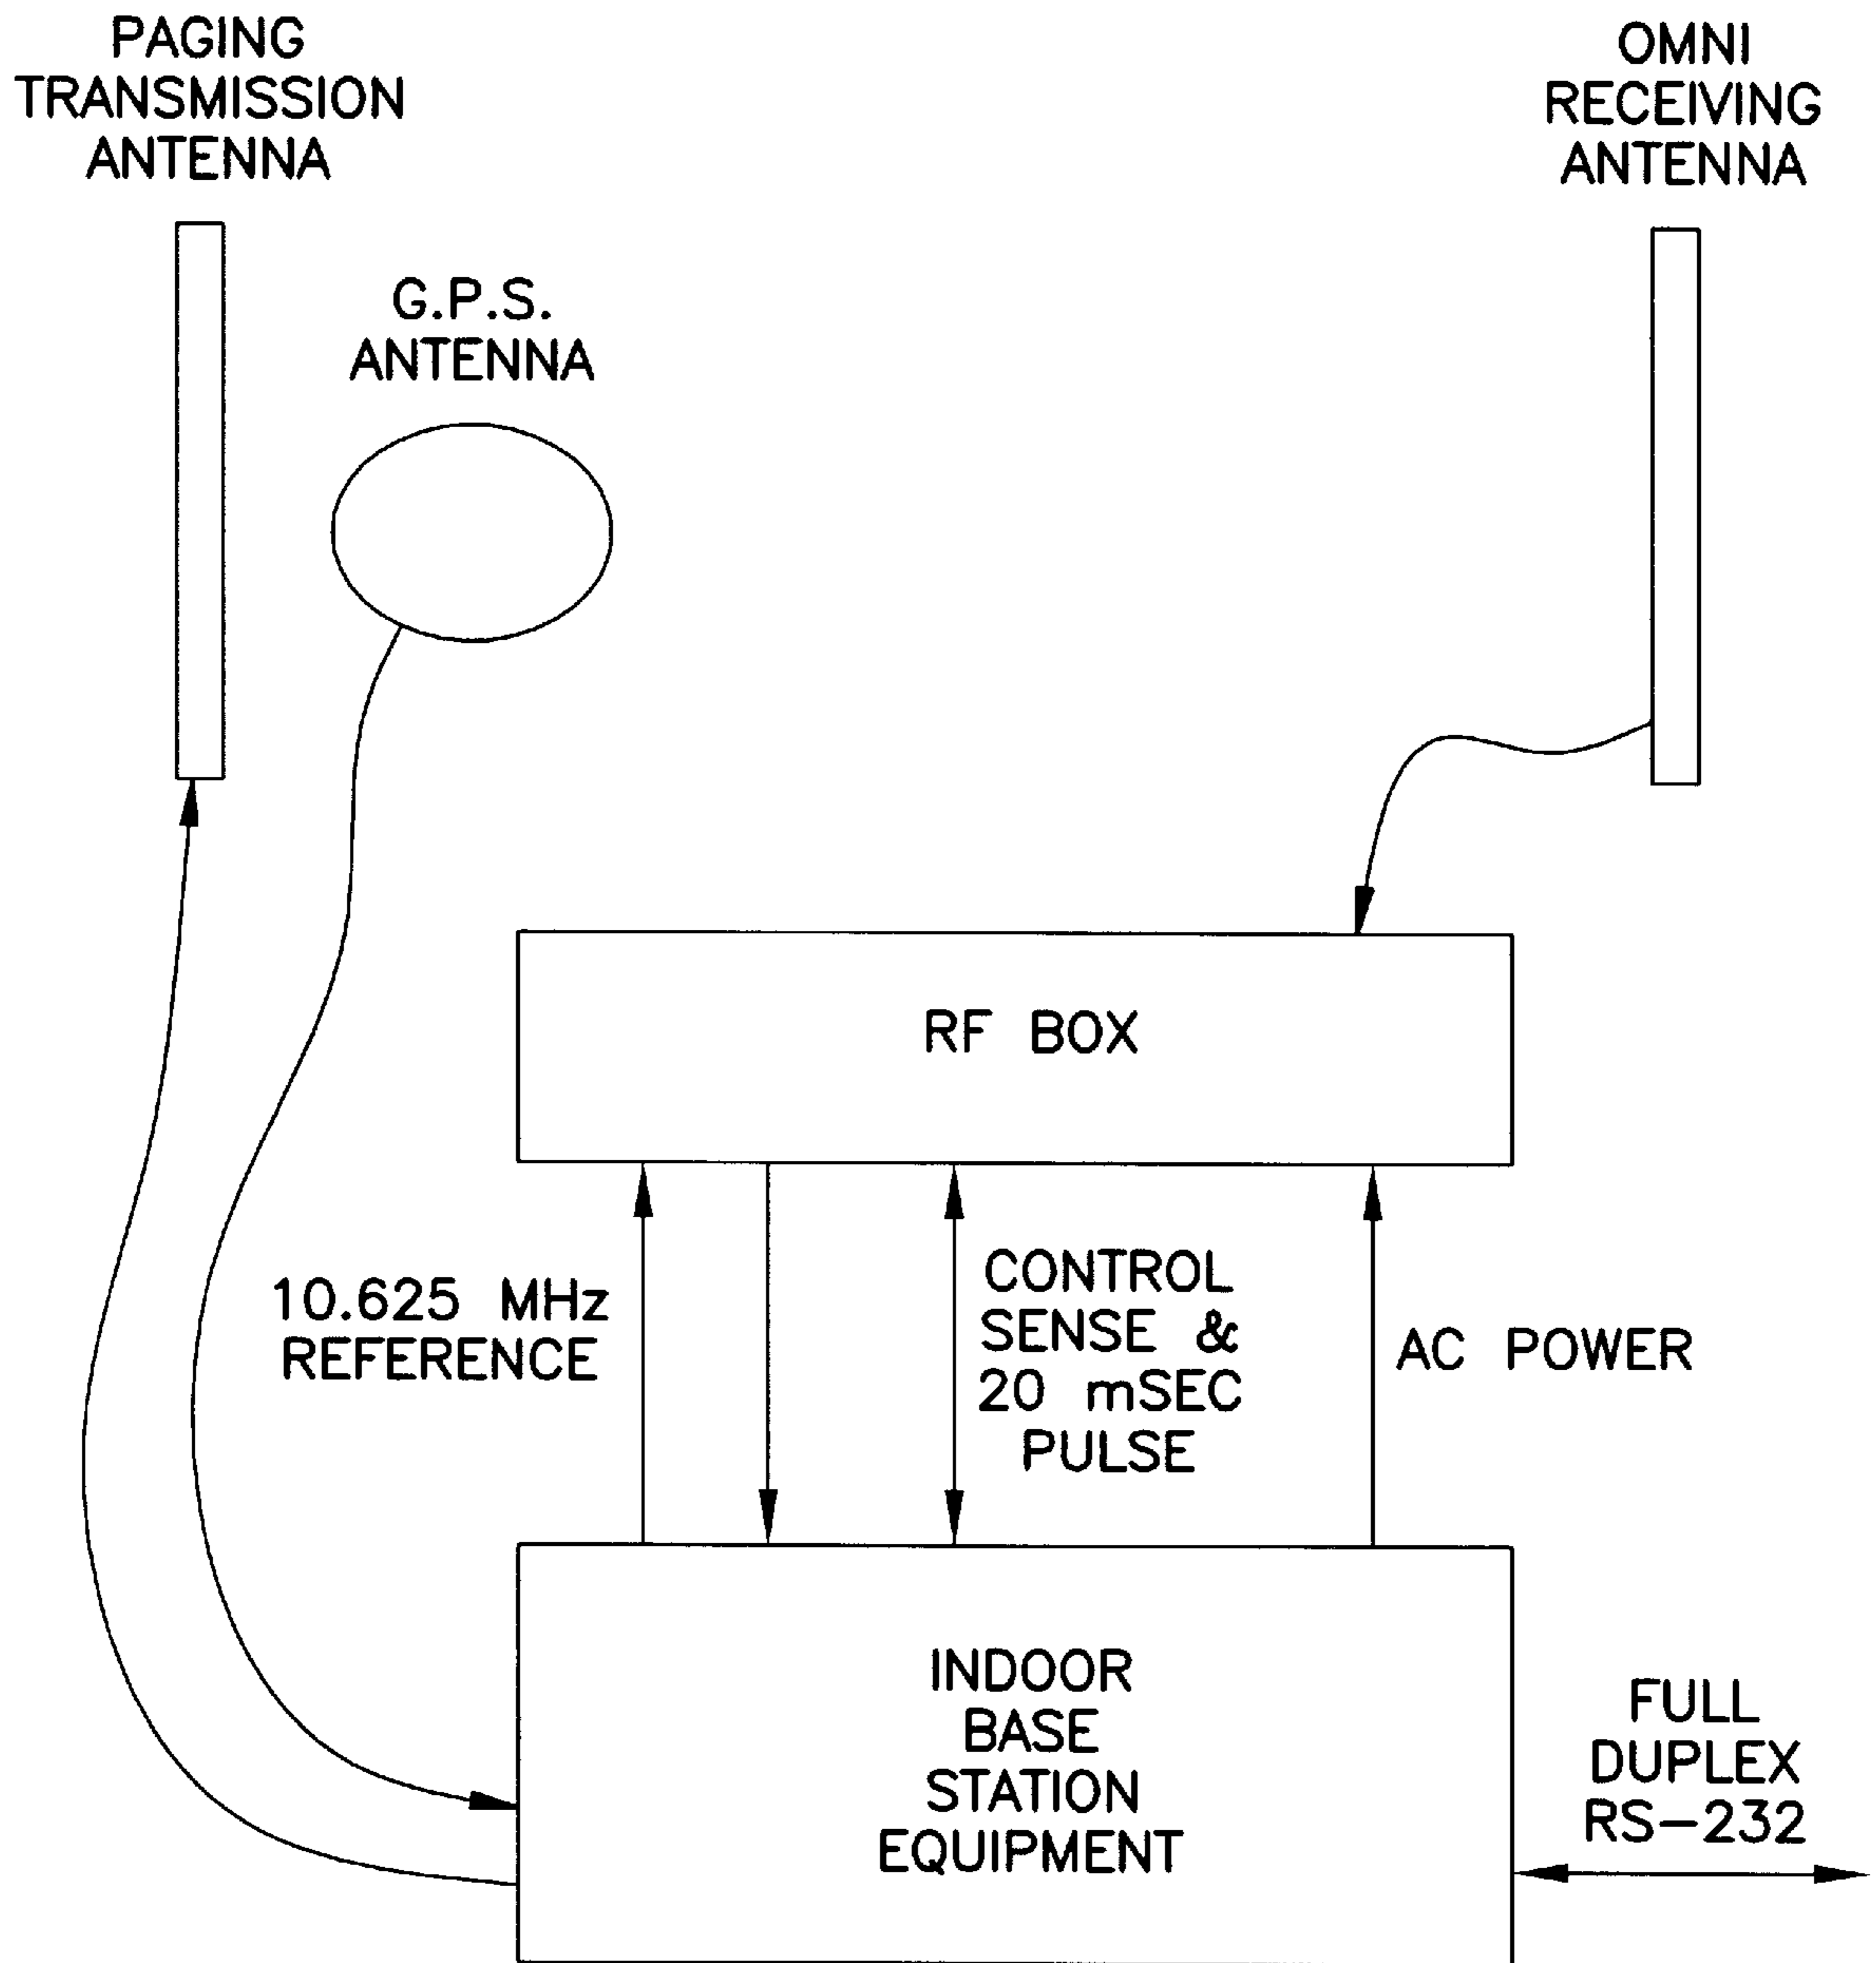 PAGING
TRANSMISSION
ANTENNA
OMNI
RECEIVING
ANTENNA
G.P.S.
ANTENNA
RF BOX
10.625 MHz
REFERENCE
CONTROL
SENSE &
20 mSEC
PULSE
AC POWER
INDOOR
BASE
STATION
EQUIPMENT
FULL
DUPLEX
RS-232